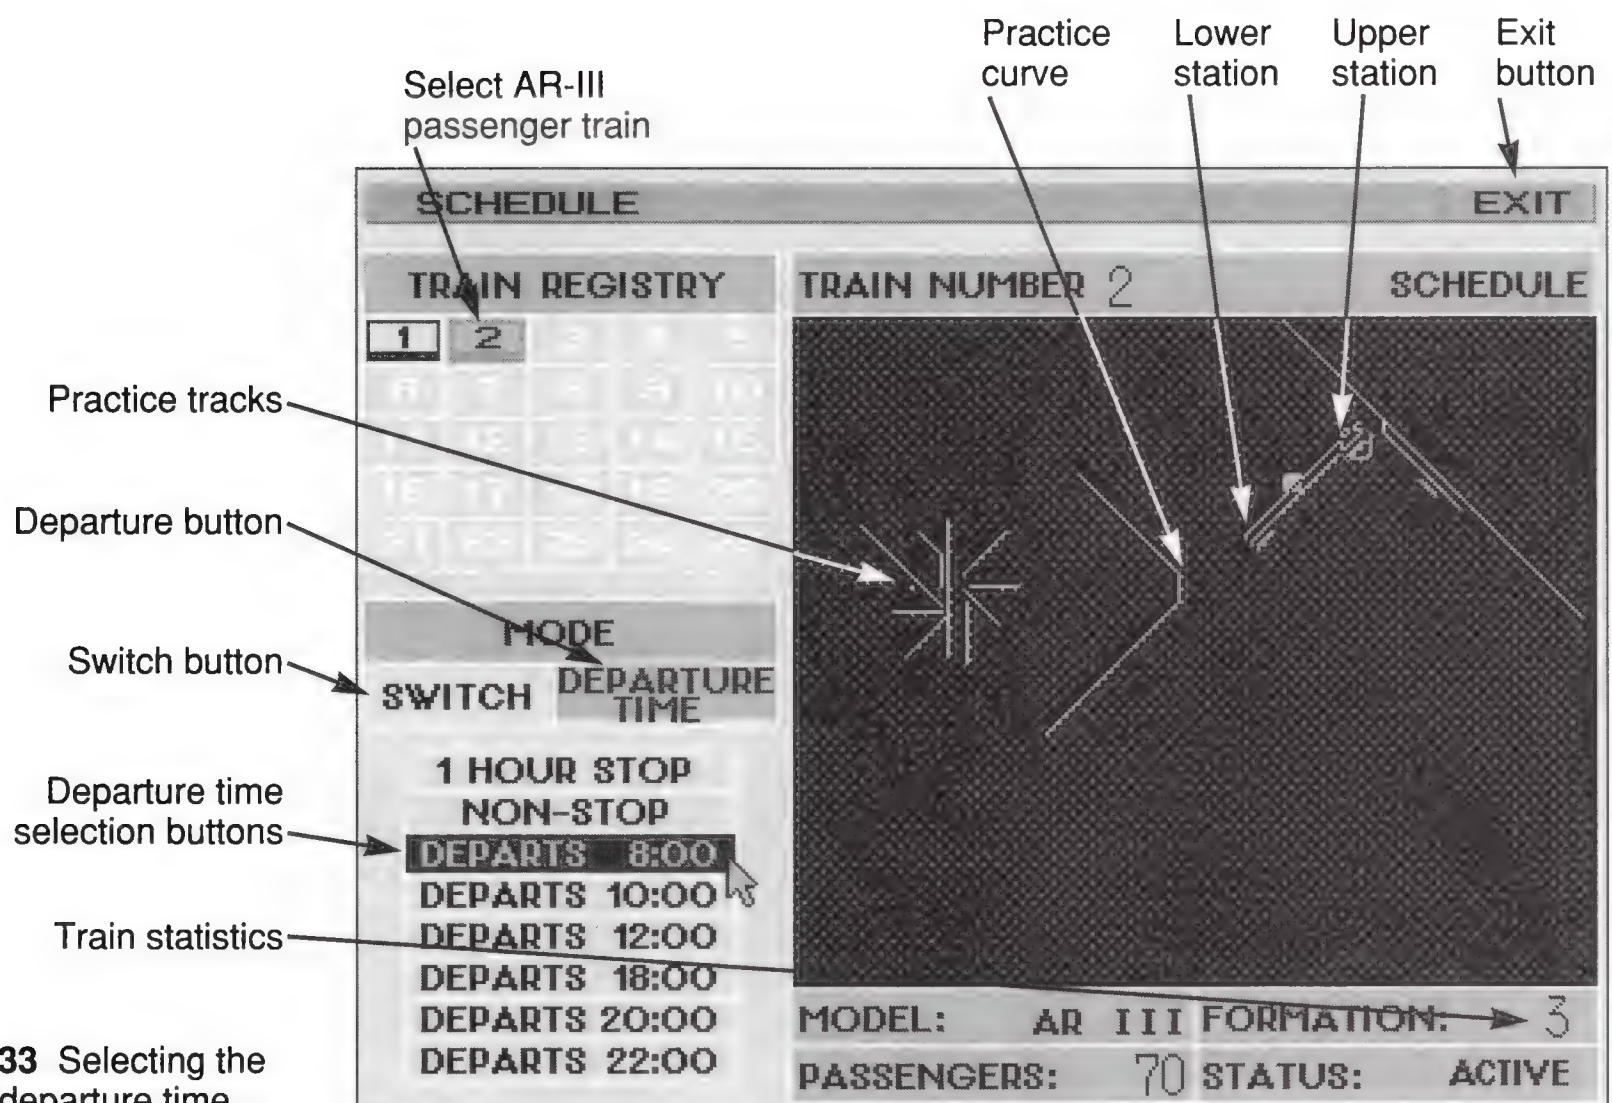 Practice
curve
Lower
station
Upper
station
Exit
button
Select AR-III
passenger train
SCHEDULE
EXIT
TRAIN REGISTRY
TRAIN NUMBER 2
SCHEDULE
1 2
Practice tracks
Departure button
MODE
Switch button
SWITCH
DEPARTURE
TIME
1 HOUR STOP
NON-STOP
Departure time
selection buttons
DEPARTS 8:00
DEPARTS 10:00
Train statistics
DEPARTS 12:00
DEPARTS 18:00
DEPARTS 20:00
DEPARTS 22:00
MODEL: AR III
FORMATION: 3
PASSENGERS: 70
STATUS: ACTIVE
33 Selecting the
departure time